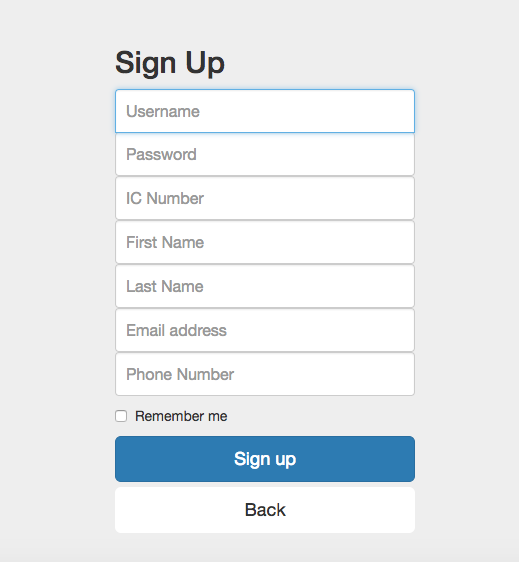 Sign Up
Username
Password
IC Number
First Name
Last Name
Email address
Phone Number
Remember me
Sign up
Back